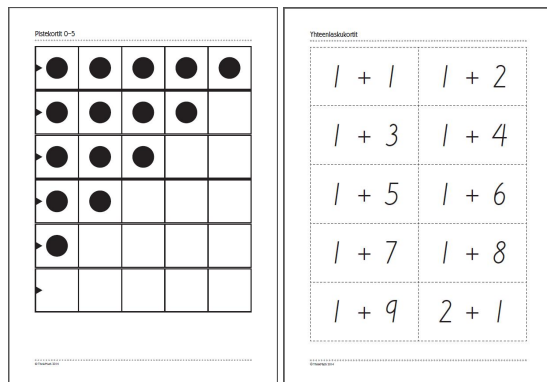 Pistekortit 0–5
Yhteenlaskukortit
1 + 1 1 + 2
1 + 3 1 + 4
1 + 5 1 + 6
1 + 7 1 + 8
1 + 9 2 + 1